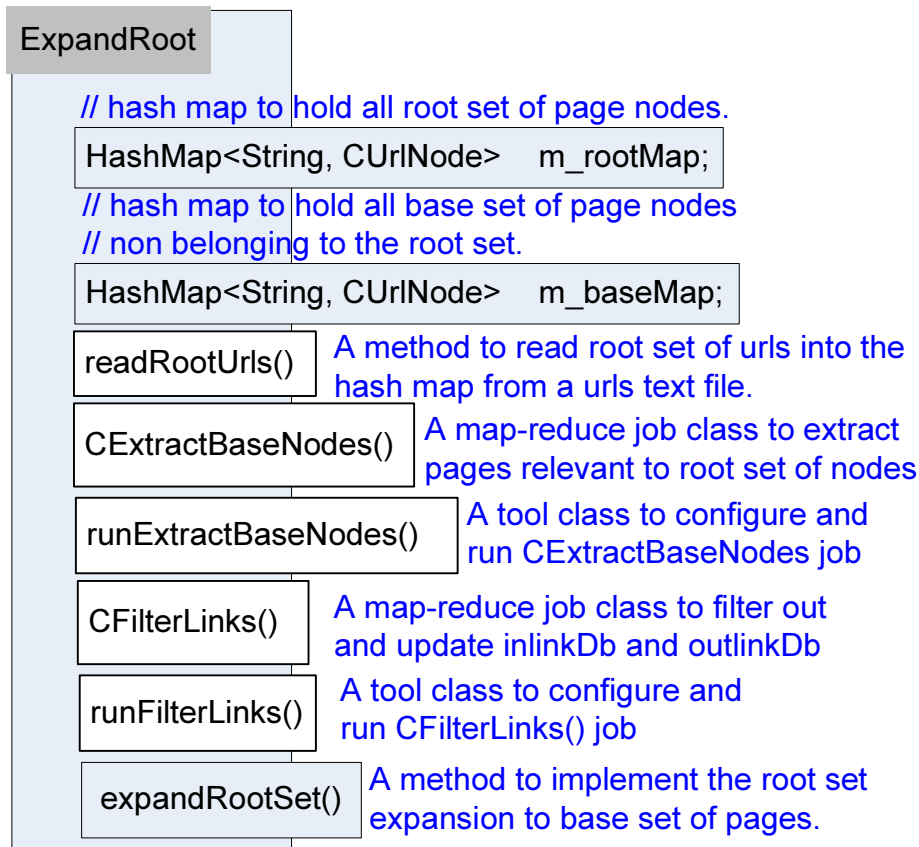 ExpandRoot
// hash map to hold all root set of page nodes.
HashMap<String, CUrlNode> m_rootMap;
// hash map to hold all base set of page nodes
// non belonging to the root set.
HashMap<String, CUrlNode> m_baseMap;
readRootUrls()
A method to read root set of urls into the
hash map from a urls text file.
CExtractBaseNodes()
A map-reduce job class to extract
pages relevant to root set of nodes
runExtractBaseNodes()
A tool class to configure and
run CExtractBaseNodes job
CFilterLinks()
A map-reduce job class to filter out
and update inlinkDb and outlinkDb
runFilterLinks()
A tool class to configure and
run CFilterLinks() job
expandRootSet()
A method to implement the root set
expansion to base set of pages.